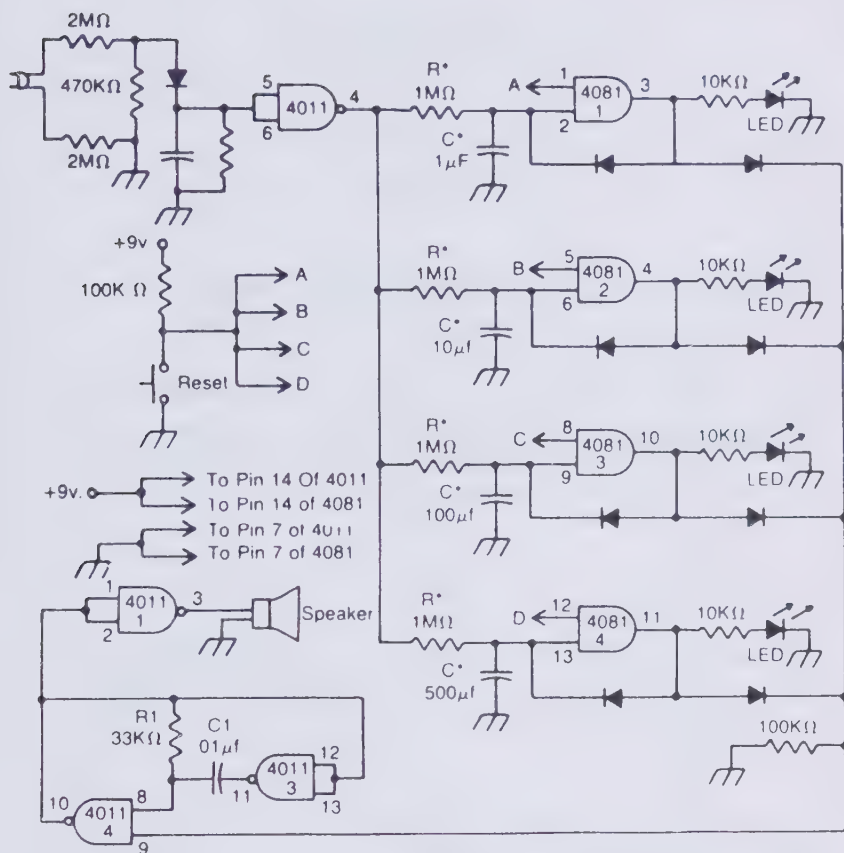 2MΩ
470KΩ
2MΩ
5
6
4011
4
R*
1MΩ
C*
1μF
A
1
2
4081
1
3
10KΩ
LED
+9v
100K Ω
A
B
C
D
Reset
R*
1MΩ
C*
10μf
B
5
6
4081
2
4
10KΩ
LED
R*
1MΩ
C*
100μf
C
8
9
4081
3
10
10KΩ
LED
+9v.
To Pin 14 Of 4011
To Pin 14 of 4081
To Pin 7 of 4011
To Pin 7 of 4081
1
2
4011
1
3
Speaker
R*
1MΩ
C*
500μf
D
12
13
4081
4
11
10KΩ
LED
100KΩ
R1
33KΩ
C1
01μf
11
4011
3
12
13
10
4011
4
8
9